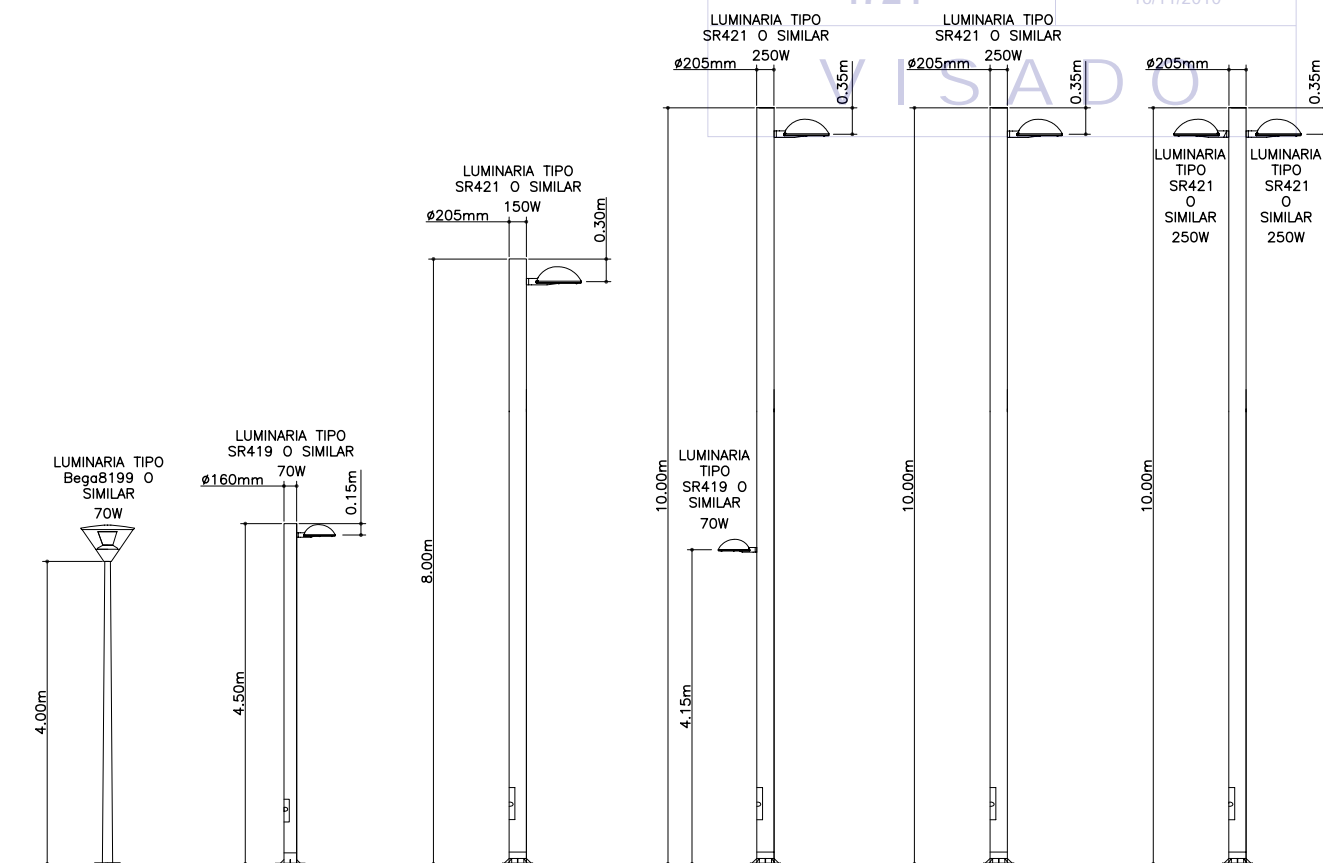 VISADO
LUMINARIA TIPO
Bega8199 O
SIMILAR
70W
4.00m
LUMINARIA TIPO
SR419 O SIMILAR
70W
ø160mm
0.15m
4.50m
LUMINARIA TIPO
SR421 O SIMILAR
150W
ø205mm
0.30m
8.00m
LUMINARIA TIPO
SR421 O SIMILAR
250W
ø205mm
0.35m
10.00m
LUMINARIA
TIPO
SR419 O
SIMILAR
70W
4.15m
LUMINARIA TIPO
SR421 O SIMILAR
250W
ø205mm
0.35m
10.00m
ø205mm
0.35m
LUMINARIA
TIPO
SR421
O
SIMILAR
250W
LUMINARIA
TIPO
SR421
O
SIMILAR
250W
10.00m